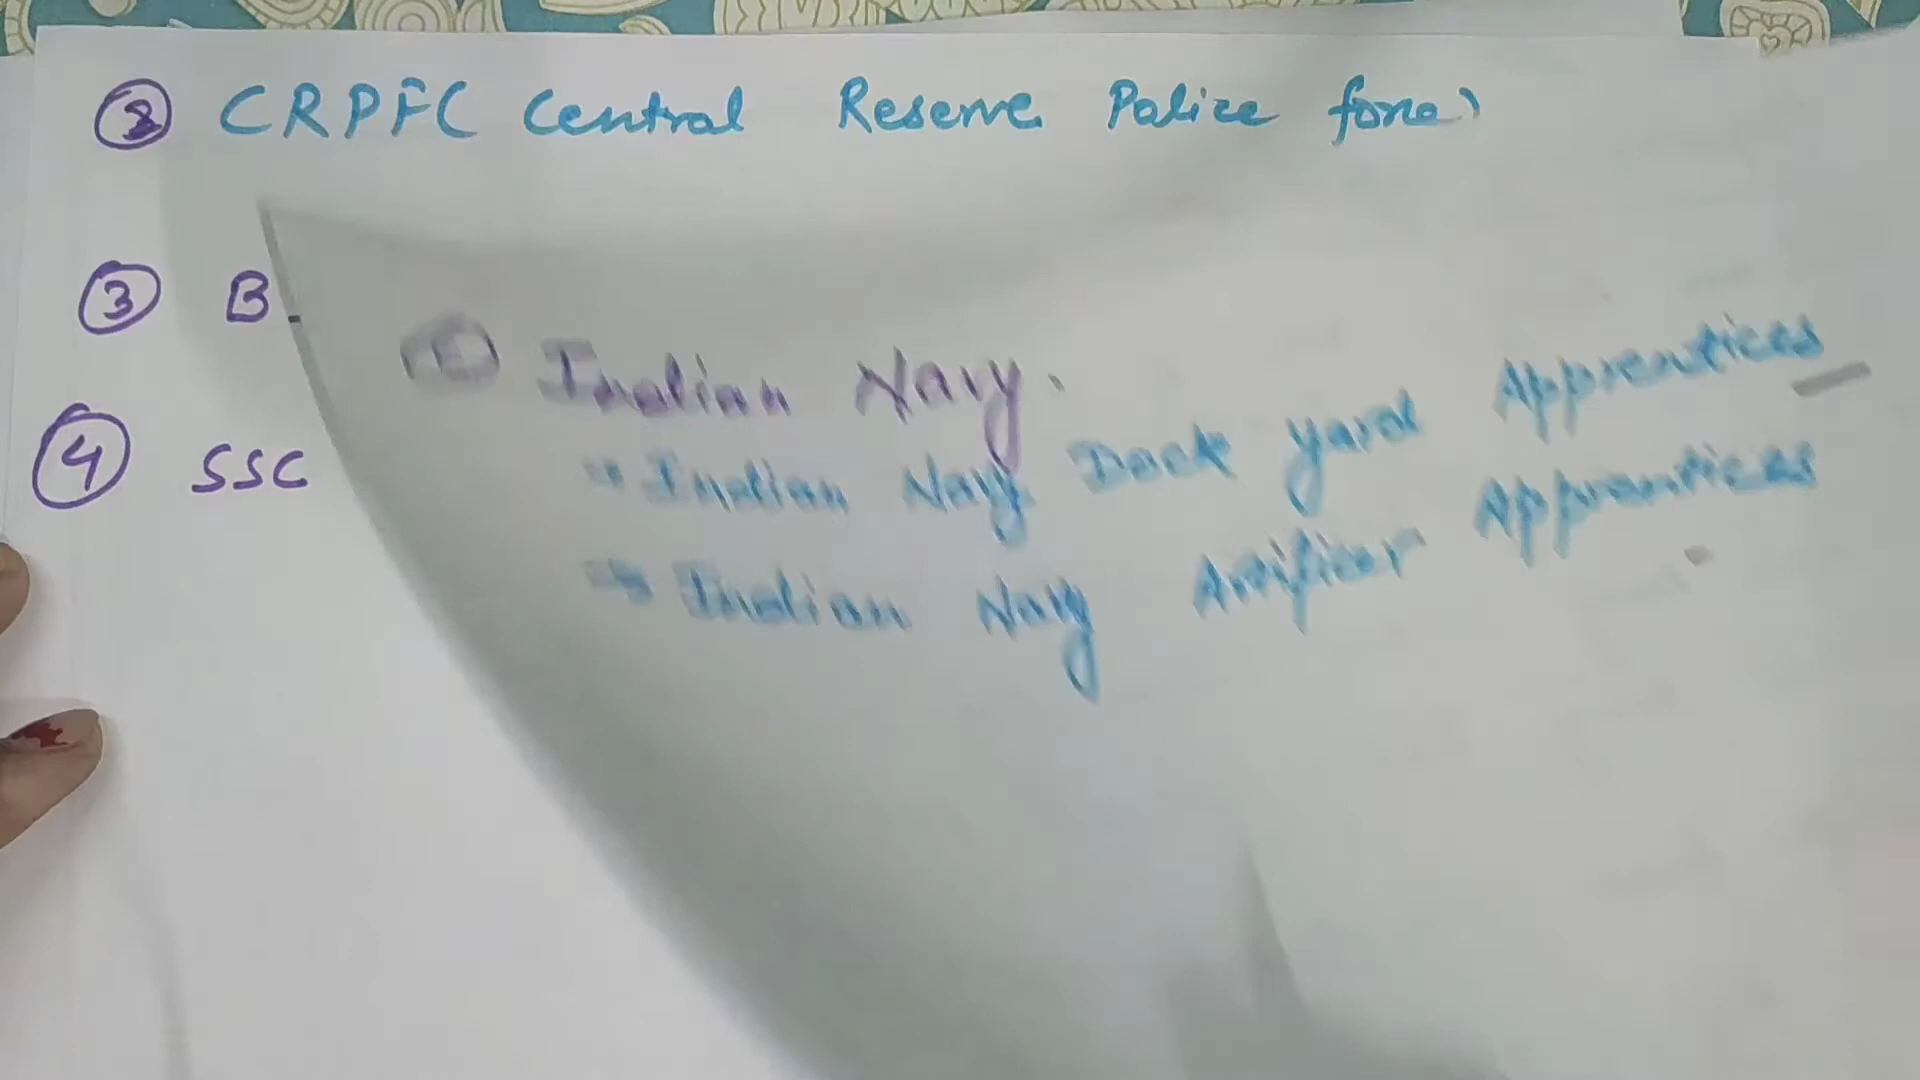 ② CRPF( Central Reserve Police force)
③ B
④ SSC
Indian Navy.
→ Indian Navy Dock yard Apprentices
→ Indian Navy Artificer Apprentices